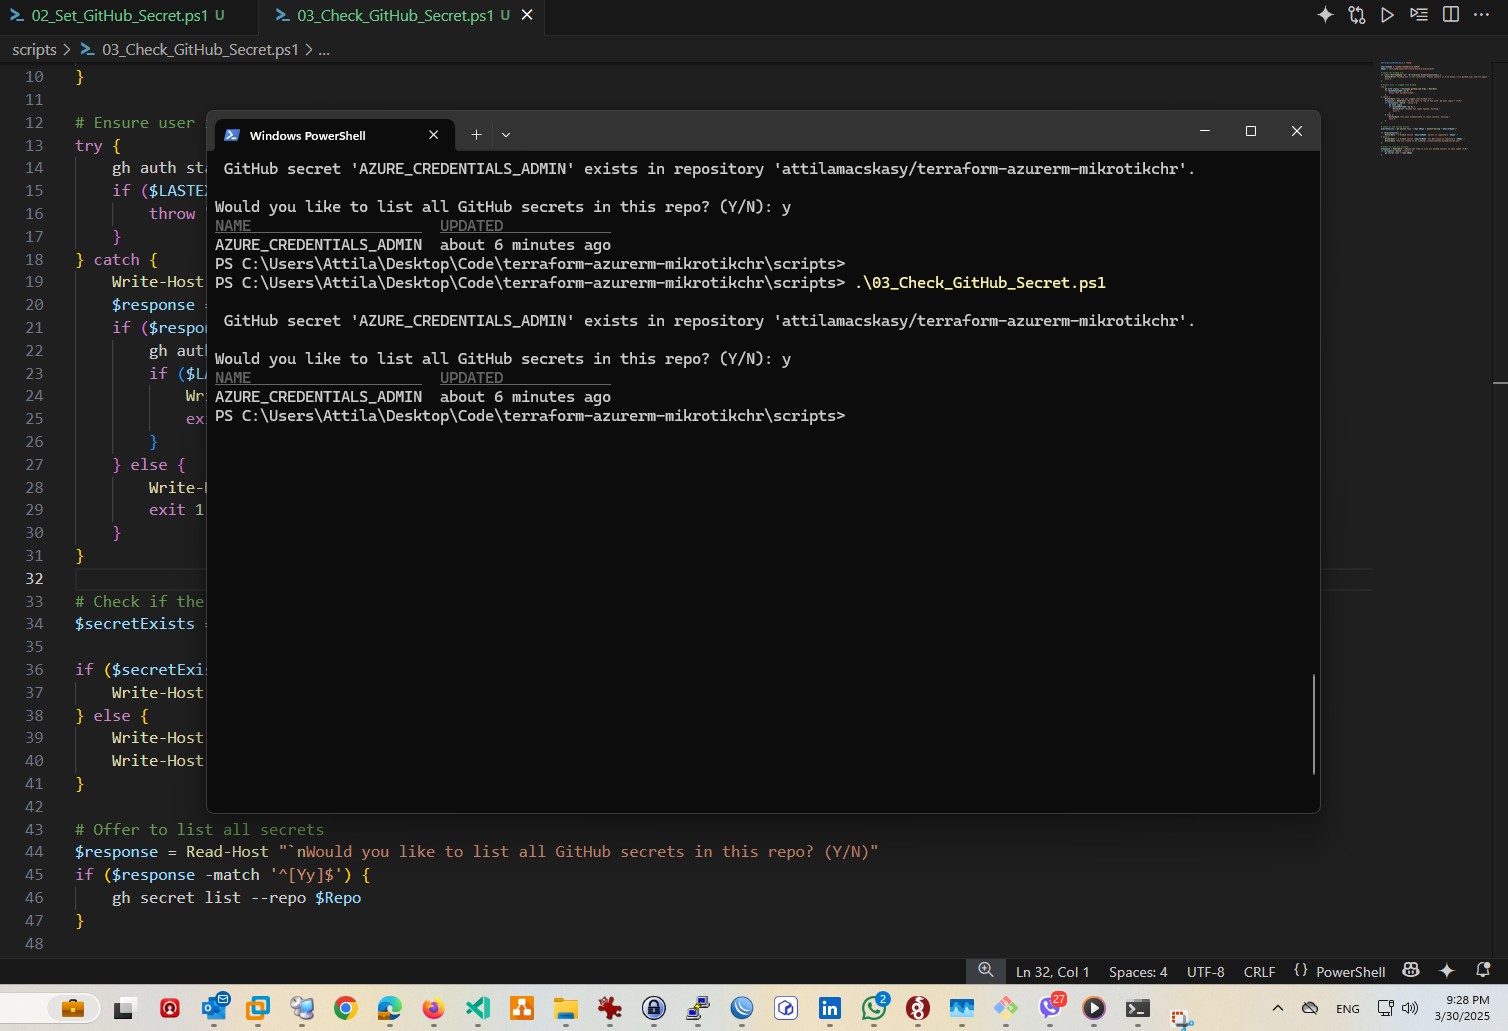 02_Set_GitHub_Secret.ps1 U
03_Check_GitHub_Secret.ps1 U
scripts > 03_Check_GitHub_Secret.ps1 > ...
10 }
11
12 # Ensure user
13 try {
14 gh auth sta
15 if ($LASTEX
16 throw
17 }
18 } catch {
19 Write-Host
20 $response =
21 if ($respon
22 gh aut
23 if ($LA
24 Wri
25 exi
26 }
27 } else {
28 Write-H
29 exit 1
30 }
31 }
32
33 # Check if the
34 $secretExists =
35
36 if ($secretExis
37 Write-Host
38 } else {
39 Write-Host
40 Write-Host
41 }
42
43 # Offer to list all secrets
44 $response = Read-Host "`nWould you like to list all GitHub secrets in this repo? (Y/N)"
45 if ($response -match '^[Yy]$') {
46 gh secret list --repo $Repo
47 }
48
Windows PowerShell
GitHub secret 'AZURE_CREDENTIALS_ADMIN' exists in repository 'attilamacskasy/terraform-azurerm-mikrotikchr'.
Would you like to list all GitHub secrets in this repo? (Y/N): y
NAME UPDATED
AZURE_CREDENTIALS_ADMIN about 6 minutes ago
PS C:\Users\Attila\Desktop\Code\terraform-azurerm-mikrotikchr\scripts>
PS C:\Users\Attila\Desktop\Code\terraform-azurerm-mikrotikchr\scripts> .\03_Check_GitHub_Secret.ps1
GitHub secret 'AZURE_CREDENTIALS_ADMIN' exists in repository 'attilamacskasy/terraform-azurerm-mikrotikchr'.
Would you like to list all GitHub secrets in this repo? (Y/N): y
NAME UPDATED
AZURE_CREDENTIALS_ADMIN about 6 minutes ago
PS C:\Users\Attila\Desktop\Code\terraform-azurerm-mikrotikchr\scripts>
Ln 32, Col 1 Spaces: 4 UTF-8 CRLF {} PowerShell
2
27
ENG
9:28 PM
3/30/2025